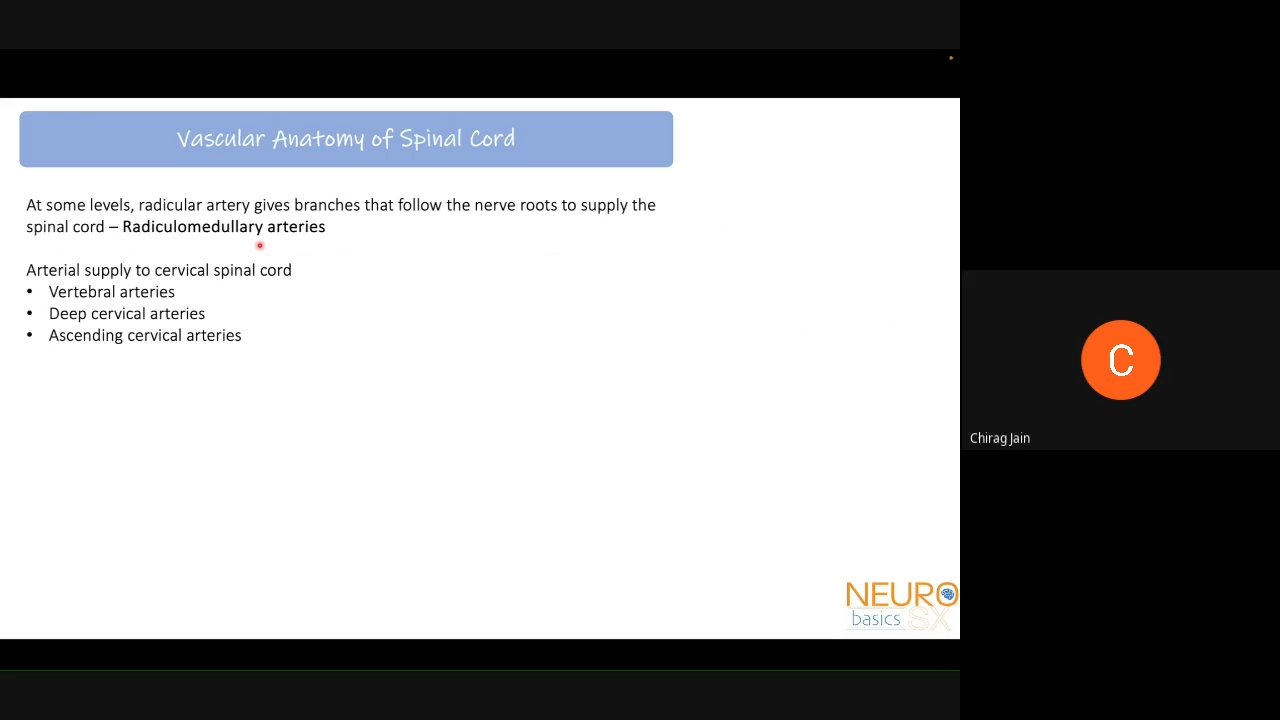 Vascular Anatomy of Spinal Cord
At some levels, radicular artery gives branches that follow the nerve roots to supply the
spinal cord – Radiculomedullary arteries
Arterial supply to cervical spinal cord
• Vertebral arteries
• Deep cervical arteries
• Ascending cervical arteries
NEURO
basics SX
C
Chirag Jain